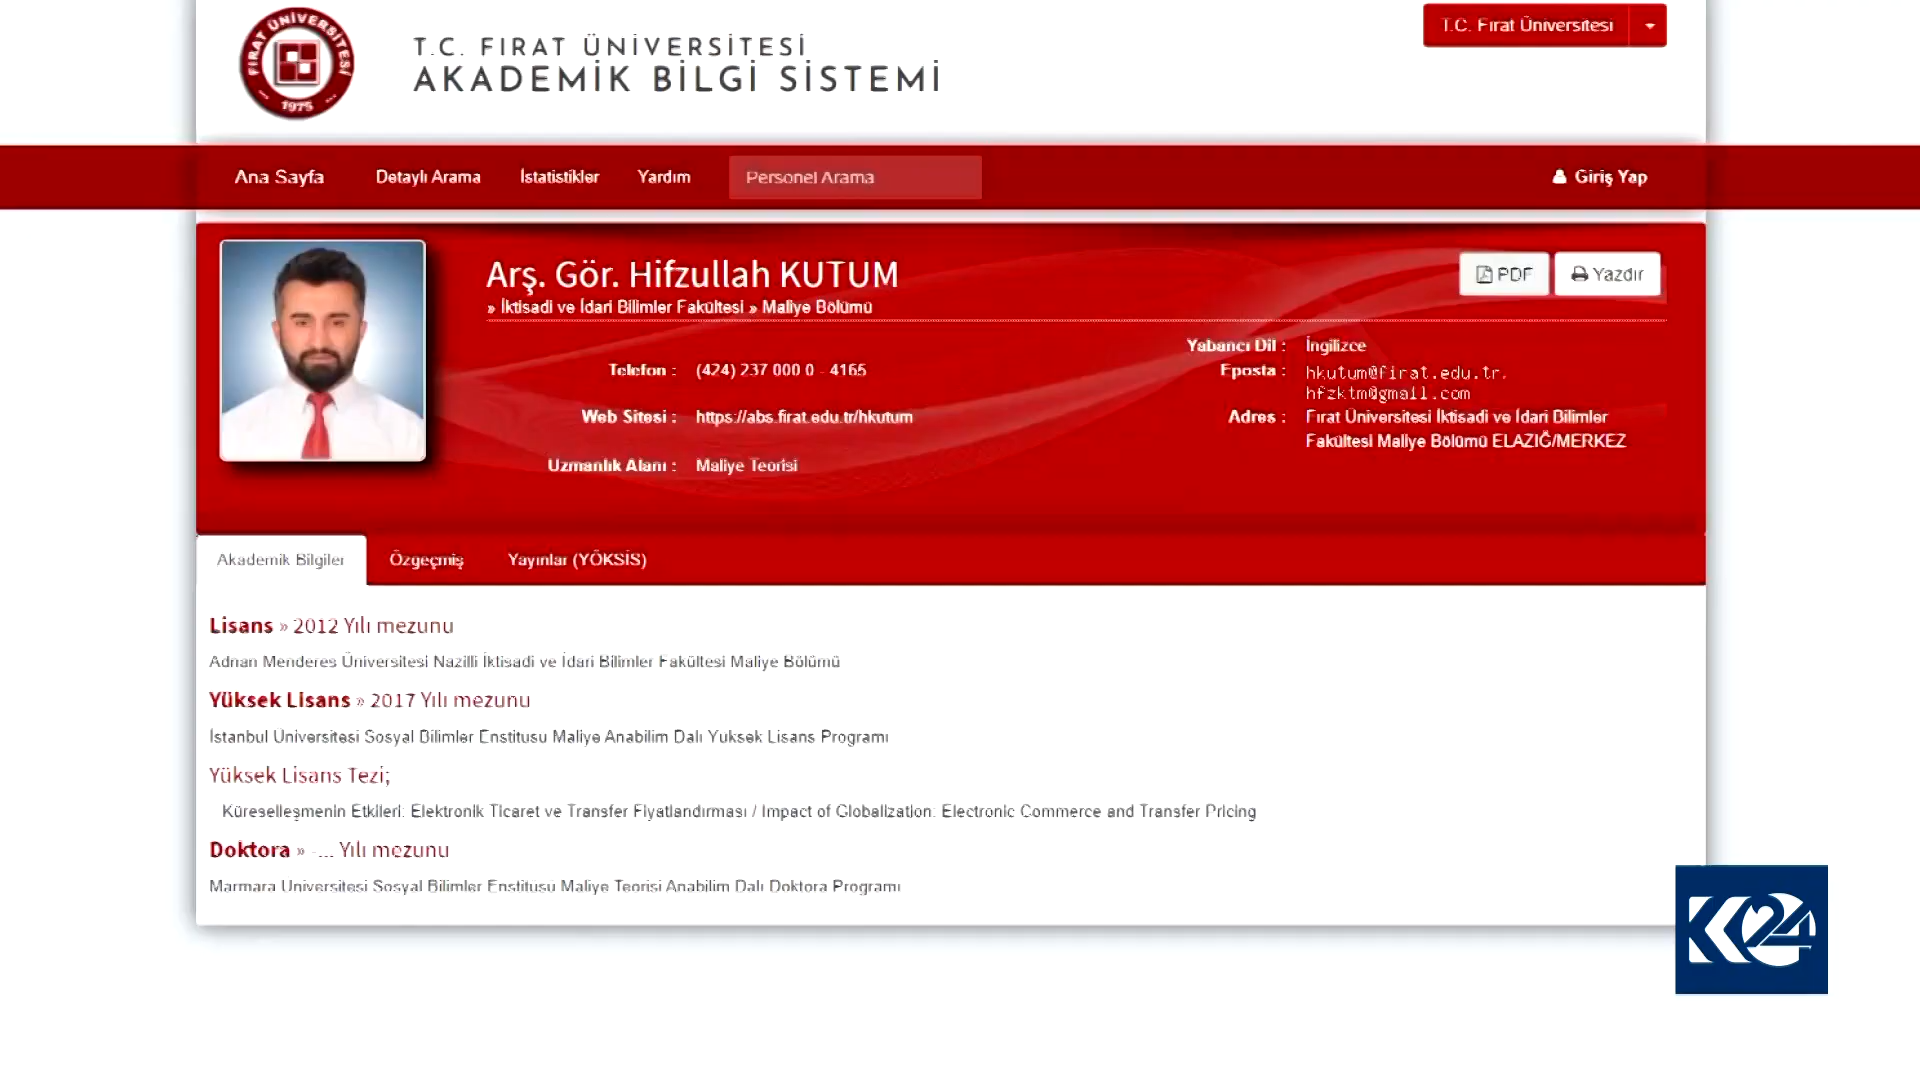 FIRAT ÜNİVERSİTESİ
1975
T.C. FIRAT ÜNİVERSİTESİ
AKADEMİK BİLGİ SİSTEMİ
T.C. Fırat Üniversitesi
Ana Sayfa Detaylı Arama İstatistikler Yardım Personel Arama Giriş Yap
Arş. Gör. Hifzullah KUTUM
» İktisadi ve İdari Bilimler Fakültesi » Maliye Bölümü
PDF Yazdır
Yabancı Dil : İngilizce
Telefon : (424) 237 000 0 - 4165
Eposta : hkutum@firat.edu.tr,
hfzktm@gmail.com
Web Sitesi : https://abs.firat.edu.tr/hkutum
Adres : Fırat Üniversitesi İktisadi ve İdari Bilimler
Fakültesi Maliye Bölümü ELAZIĞ/MERKEZ
Uzmanlık Alanı : Maliye Teorisi
Akademik Bilgiler Özgeçmiş Yayınlar (YÖKSİS)
Lisans » 2012 Yılı mezunu
Adnan Menderes Üniversitesi Nazilli İktisadi ve İdari Bilimler Fakültesi Maliye Bölümü
Yüksek Lisans » 2017 Yılı mezunu
İstanbul Üniversitesi Sosyal Bilimler Enstitüsü Maliye Anabilim Dalı Yüksek Lisans Programı
Yüksek Lisans Tezi;
Küreselleşmenin Etkileri: Elektronik Ticaret ve Transfer Fiyatlandırması / Impact of Globalization: Electronic Commerce and Transfer Pricing
Doktora » -... Yılı mezunu
Marmara Üniversitesi Sosyal Bilimler Enstitüsü Maliye Teorisi Anabilim Dalı Doktora Programı
K24